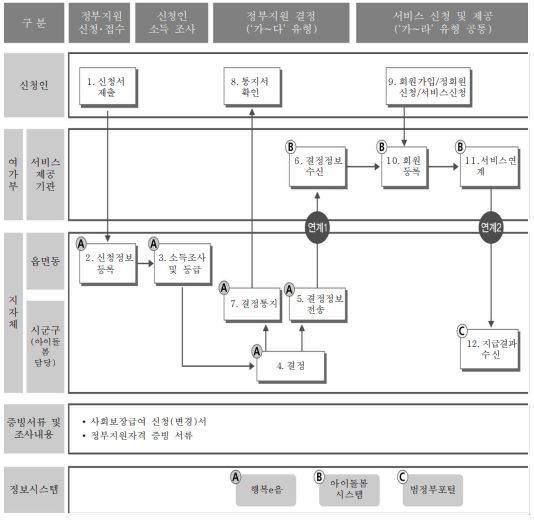 구 분
정부지원
신청·접수
신청인
소득 조사
정부지원 결정
('가~다' 유형)
서비스 신청 및 제공
('가~라' 유형 공통)
신청인
1. 신청서
제출
8. 통지서
확인
9. 회원가입/정회원
신청/서비스신청
여
가
부
서비스
제공
기관
B
6. 결정정보
수신
B
10. 회원
등록
B
11. 서비스연
계
연계1
연계2
지
자
체
읍면동
A
2. 신청정보
등록
A
3. 소득조사
및 등급
시군구
(아이돌
봄
담당)
A
7. 결정통지
A
5. 결정정보
전송
A
4. 결정
C
12. 지급결과
수신
증빙서류 및
조사내용
• 사회보장급여 신청(변경)서
• 정부지원자격 증빙 서류
정보시스템
A
행복e음
B
아이돌봄
시스템
C
범정부포털